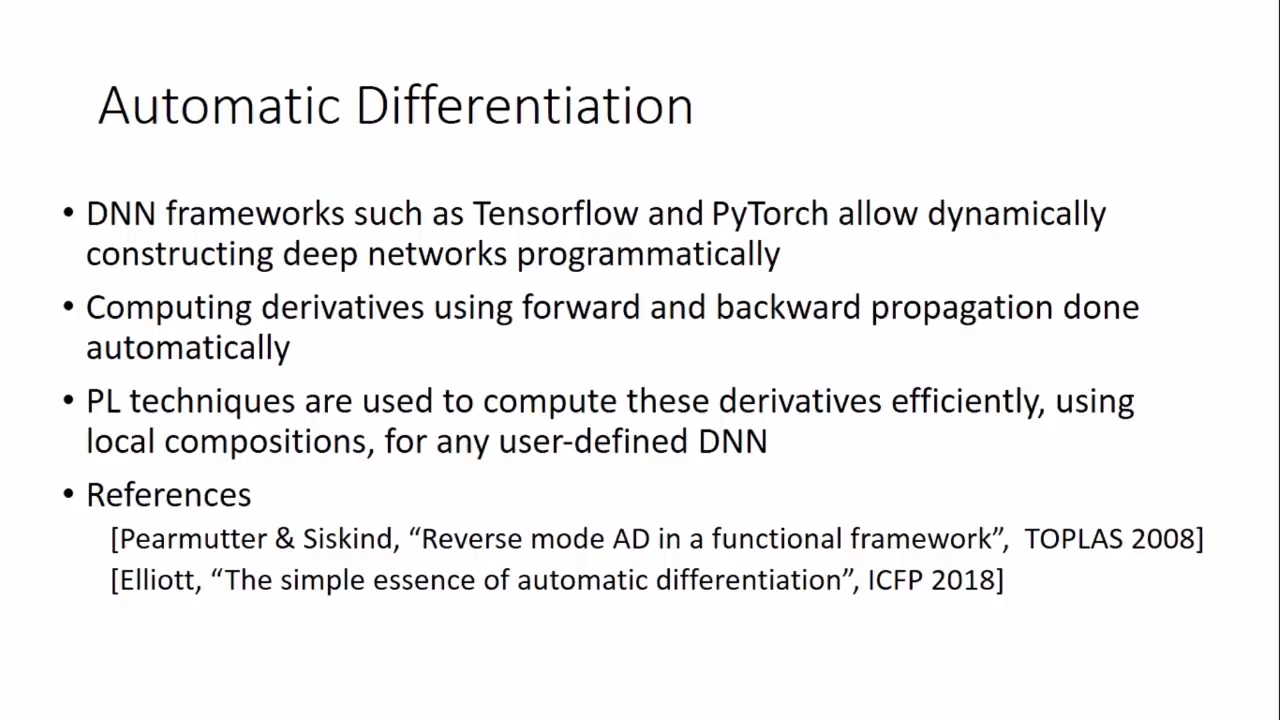 Automatic Differentiation
• DNN frameworks such as Tensorflow and PyTorch allow dynamically
constructing deep networks programmatically
• Computing derivatives using forward and backward propagation done
automatically
• PL techniques are used to compute these derivatives efficiently, using
local compositions, for any user-defined DNN
• References
[Pearmutter & Siskind, “Reverse mode AD in a functional framework”, TOPLAS 2008]
[Elliott, “The simple essence of automatic differentiation”, ICFP 2018]